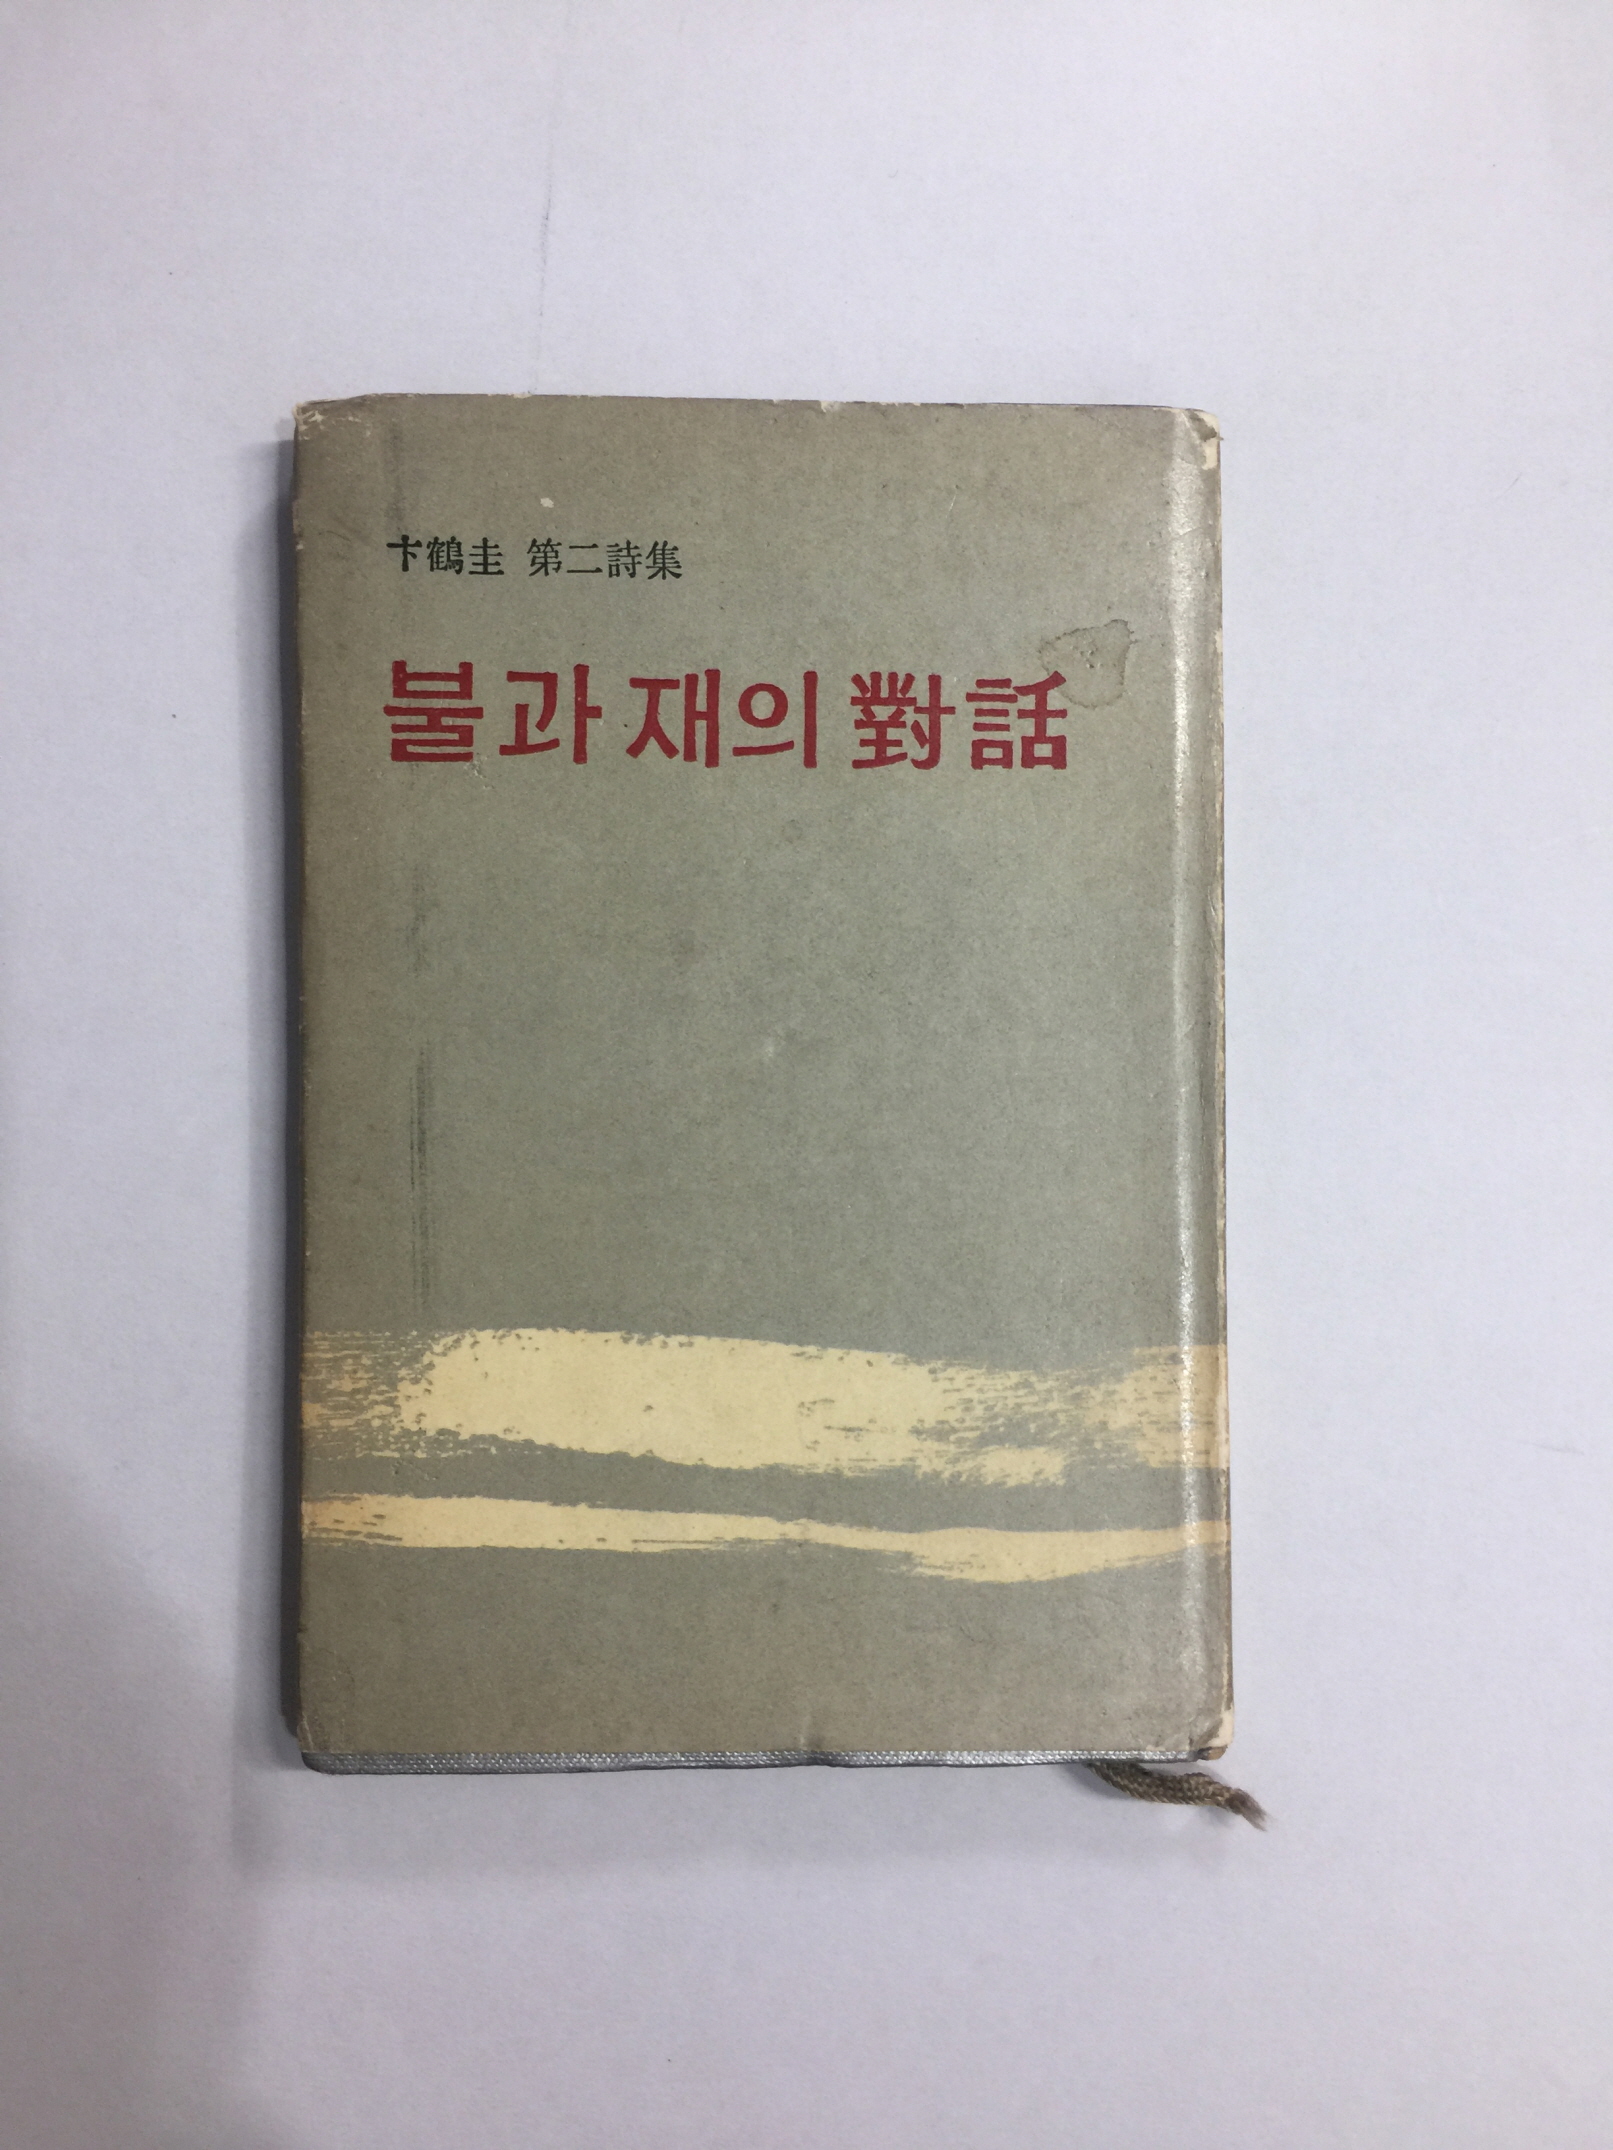 卞鶴圭 第二詩集
불과 재의 對話